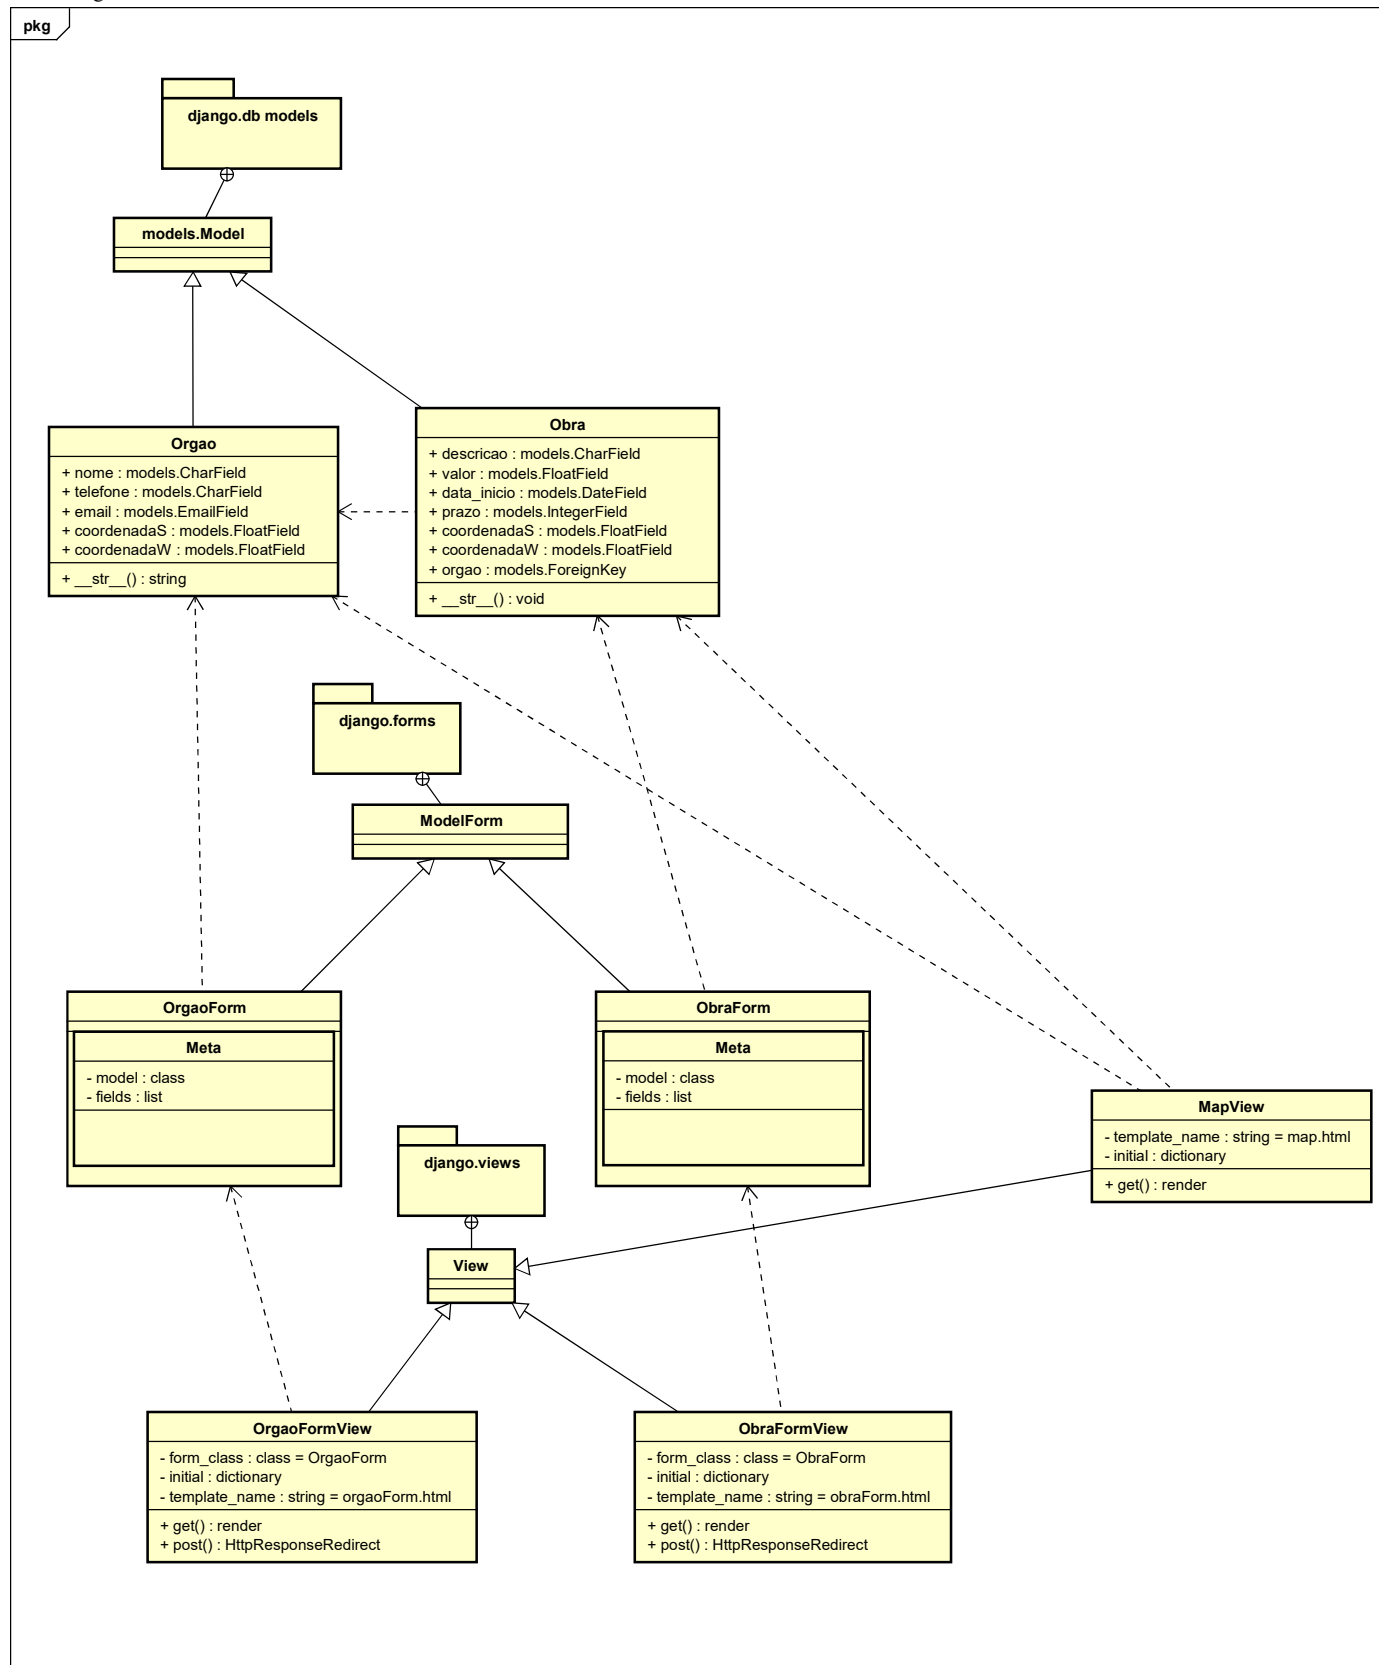 pkg
django.db models
models.Model
Orgao
+ nome : models.CharField
+ telefone : models.CharField
+ email : models.EmailField
+ coordenadaS : models.FloatField
+ coordenadaW : models.FloatField
+ __str__() : string
Obra
+ descricao : models.CharField
+ valor : models.FloatField
+ data_inicio : models.DateField
+ prazo : models.IntegerField
+ coordenadaS : models.FloatField
+ coordenadaW : models.FloatField
+ orgao : models.ForeignKey
+ __str__() : void
django.forms
ModelForm
OrgaoForm
Meta
- model : class
- fields : list
ObraForm
Meta
- model : class
- fields : list
MapView
- template_name : string = map.html
- initial : dictionary
+ get() : render
django.views
View
OrgaoFormView
- form_class : class = OrgaoForm
- initial : dictionary
- template_name : string = orgaoForm.html
+ get() : render
+ post() : HttpResponseRedirect
ObraFormView
- form_class : class = ObraForm
- initial : dictionary
- template_name : string = obraForm.html
+ get() : render
+ post() : HttpResponseRedirect